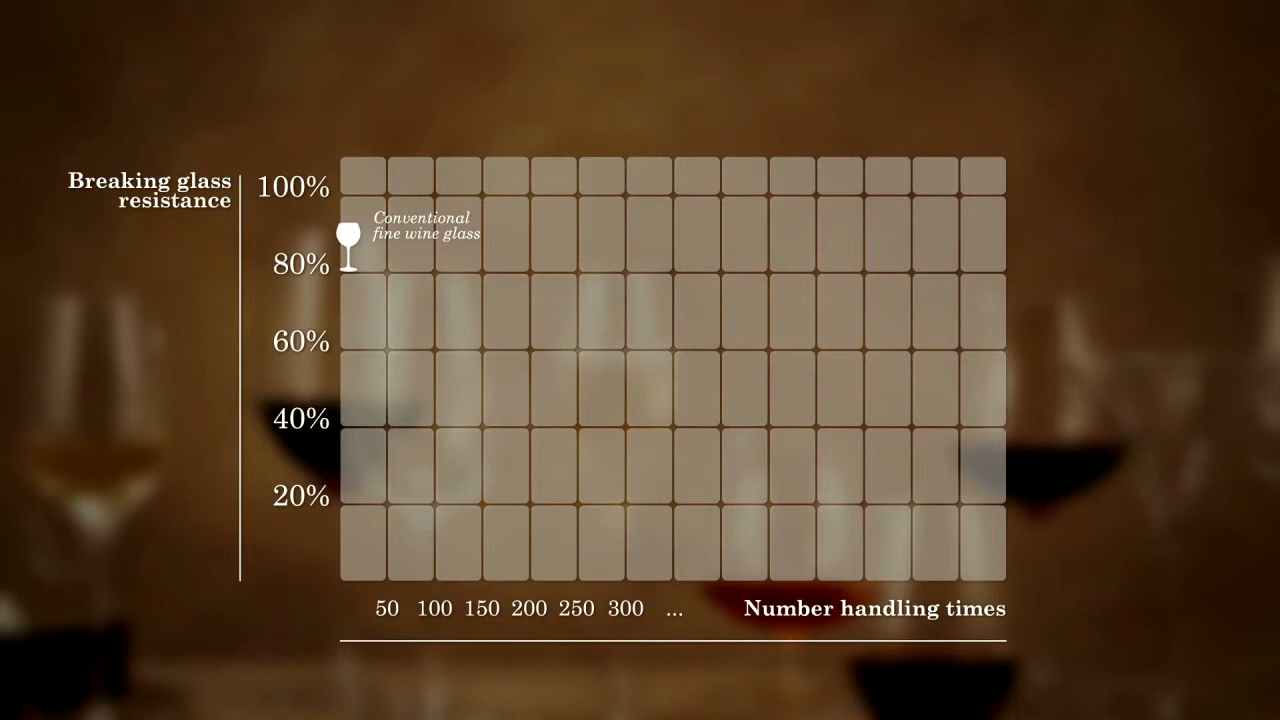 Breaking glass
resistance
100%
Conventional
fine wine glass
80%
60%
40%
20%
50 100 150 200 250 300 ...
Number handling times